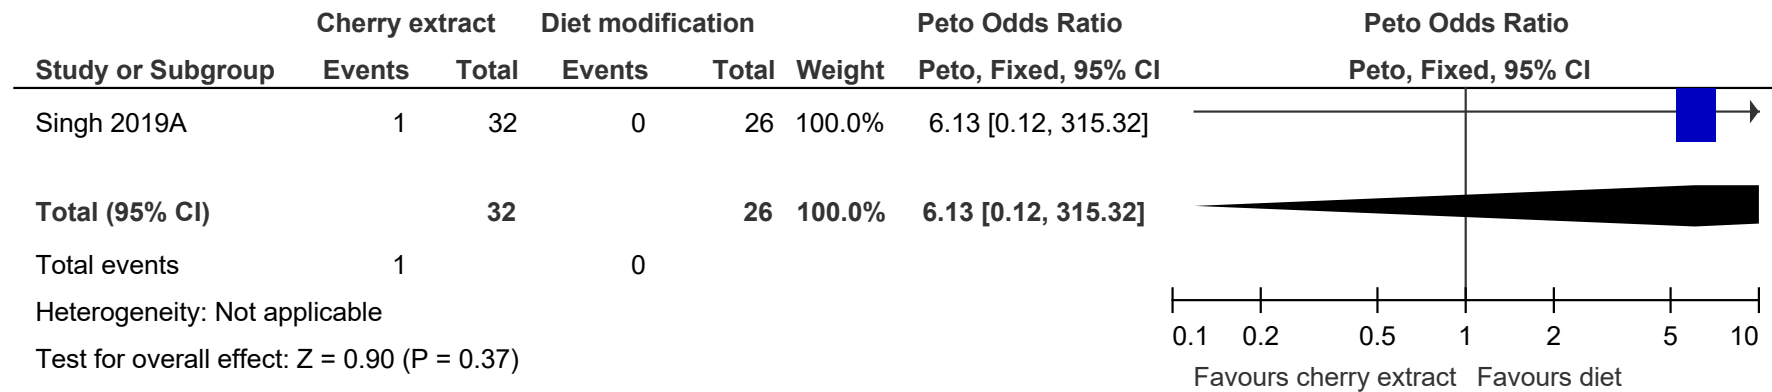 Cherry extract Diet modification Peto Odds Ratio Peto Odds Ratio
Study or Subgroup Events Total Events Total Weight Peto, Fixed, 95% CI Peto, Fixed, 95% CI
Singh 2019A 1 32 0 26 100.0% 6.13 [0.12, 315.32]
Total (95% CI) 32 26 100.0% 6.13 [0.12, 315.32]
Total events 1 0
Heterogeneity: Not applicable
Test for overall effect: Z = 0.90 (P = 0.37)
0.1 0.2 0.5 1 2 5 10
Favours cherry extract Favours diet